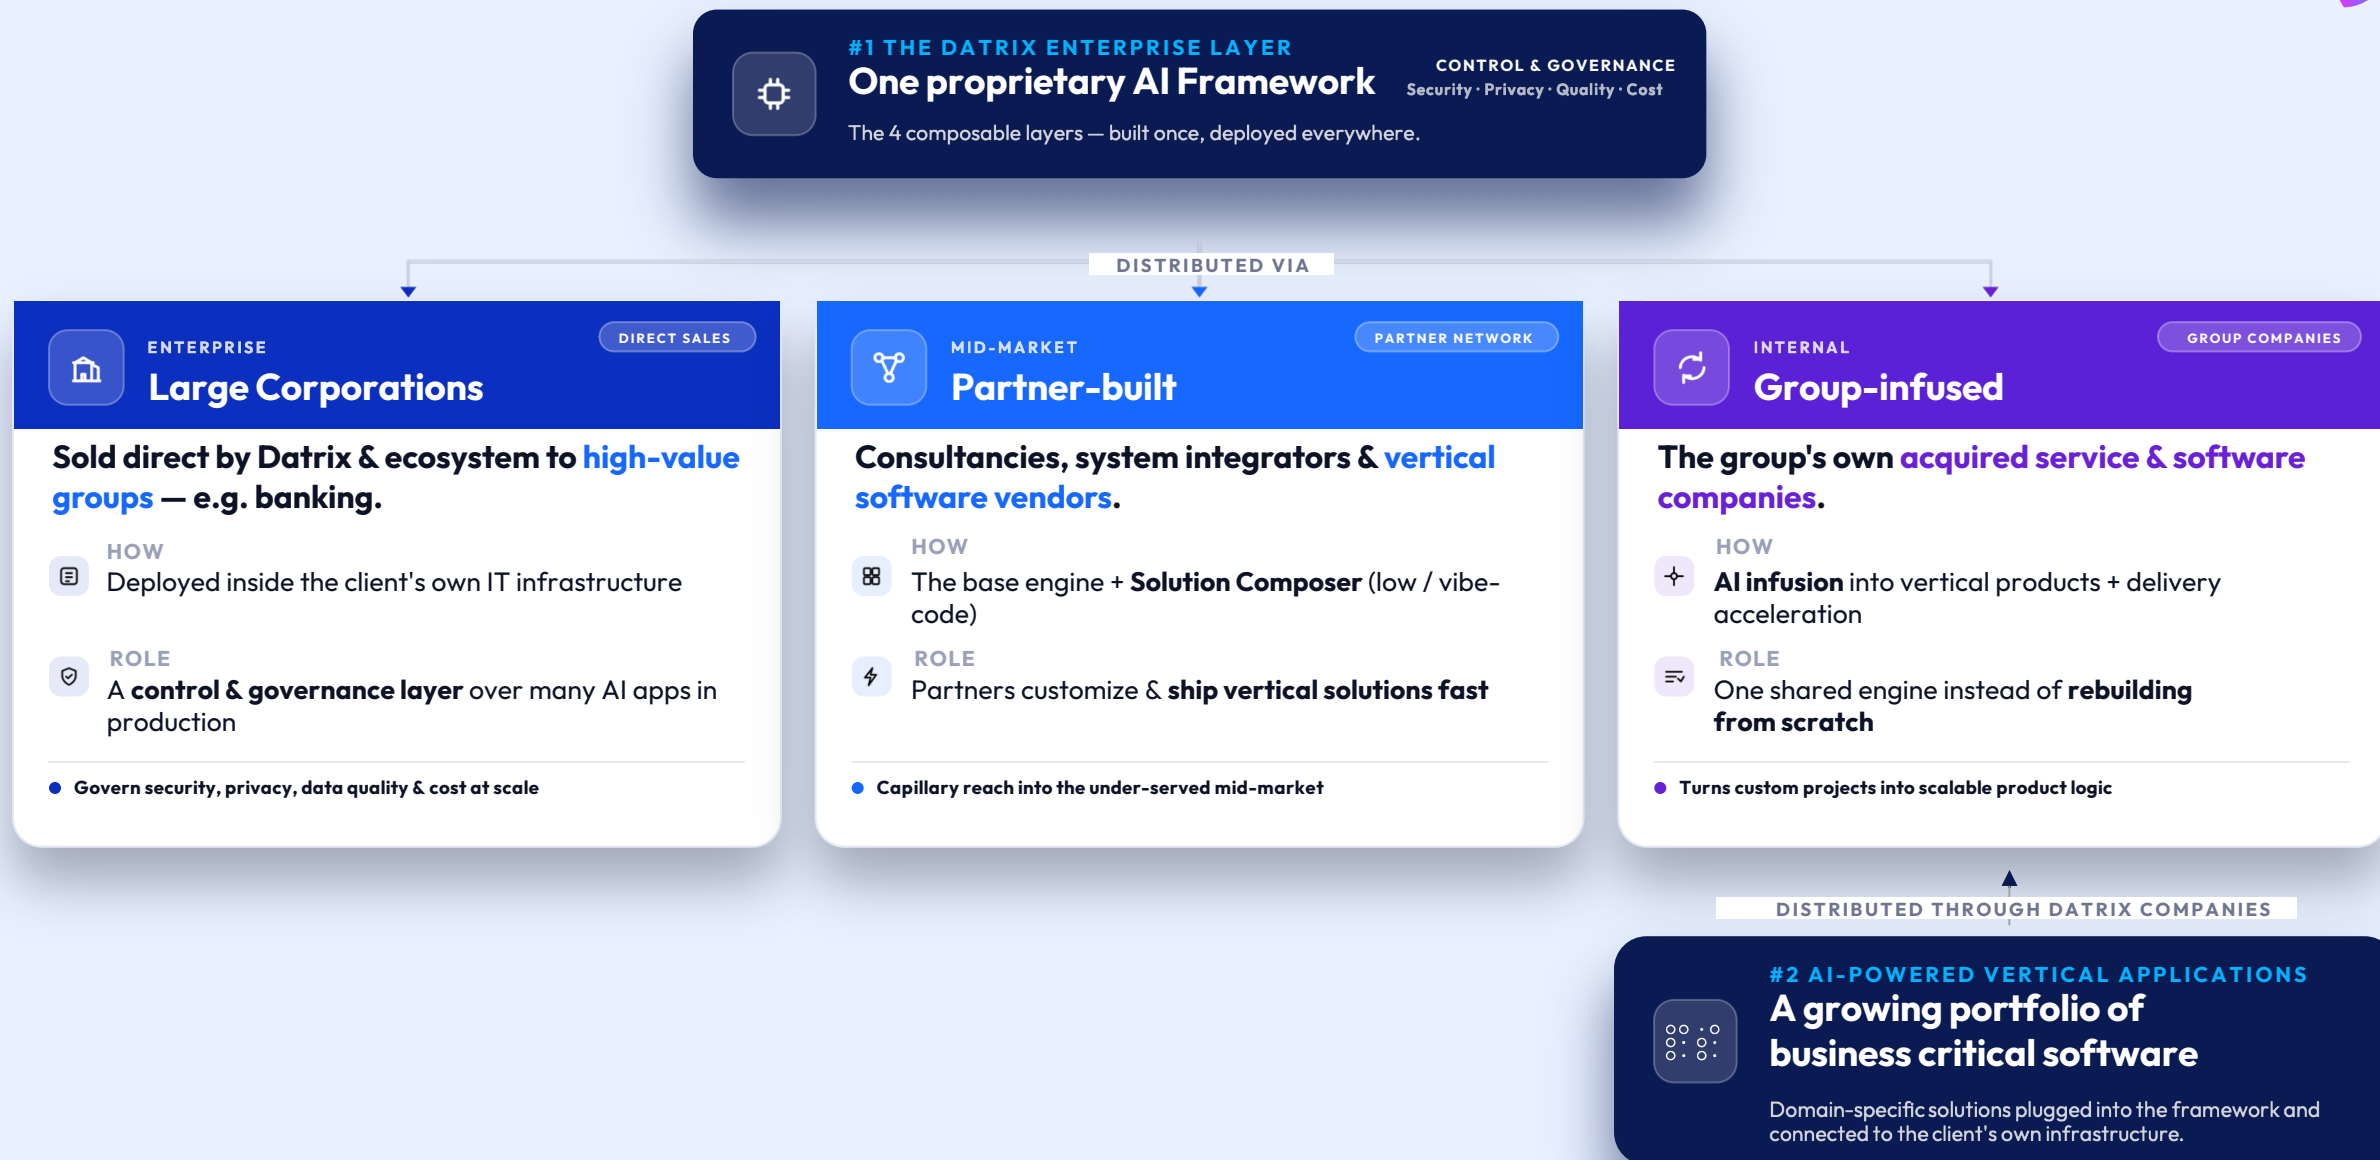 #1 THE DATRIX ENTERPRISE LAYER
One proprietary AI Framework
CONTROL & GOVERNANCE
Security · Privacy · Quality · Cost
The 4 composable layers — built once, deployed everywhere.
DISTRIBUTED VIA
ENTERPRISE
DIRECT SALES
Large Corporations
Sold direct by Datrix & ecosystem to high-value
groups — e.g. banking.
HOW
Deployed inside the client's own IT infrastructure
ROLE
A control & governance layer over many AI apps in
production
Govern security, privacy, data quality & cost at scale
MID-MARKET
PARTNER NETWORK
Partner-built
Consultancies, system integrators & vertical
software vendors.
HOW
The base engine + Solution Composer (low / vibe-
code)
ROLE
Partners customize & ship vertical solutions fast
Capillary reach into the under-served mid-market
INTERNAL
GROUP COMPANIES
Group-infused
The group's own acquired service & software
companies.
HOW
AI infusion into vertical products + delivery
acceleration
ROLE
One shared engine instead of rebuilding
from scratch
Turns custom projects into scalable product logic
DISTRIBUTED THROUGH DATRIX COMPANIES
#2 AI-POWERED VERTICAL APPLICATIONS
A growing portfolio of
business critical software
Domain-specific solutions plugged into the framework and
connected to the client's own infrastructure.